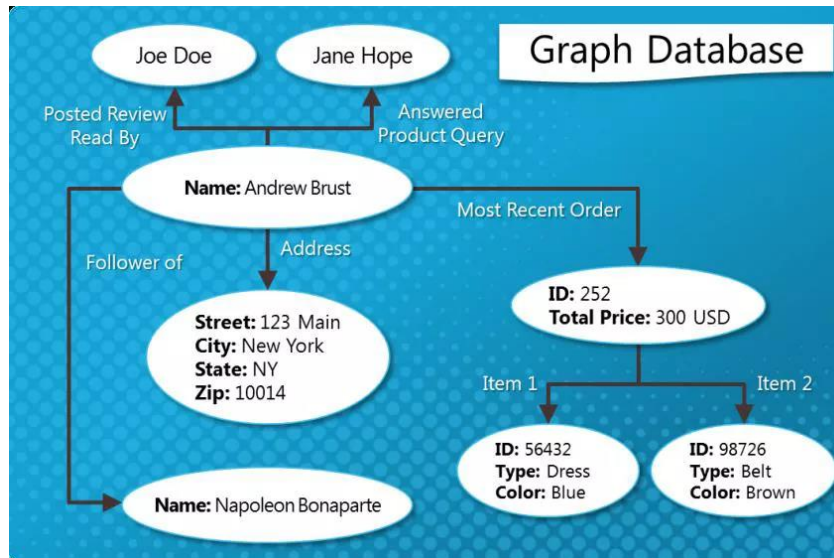 Graph Database
Joe Doe
Jane Hope
Posted Review
Read By
Answered
Product Query
Name: Andrew Brust
Most Recent Order
Follower of
Address
Street: 123 Main
City: New York
State: NY
Zip: 10014
ID: 252
Total Price: 300 USD
Item 1
Item 2
ID: 56432
Type: Dress
Color: Blue
ID: 98726
Type: Belt
Color: Brown
Name: Napoleon Bonaparte